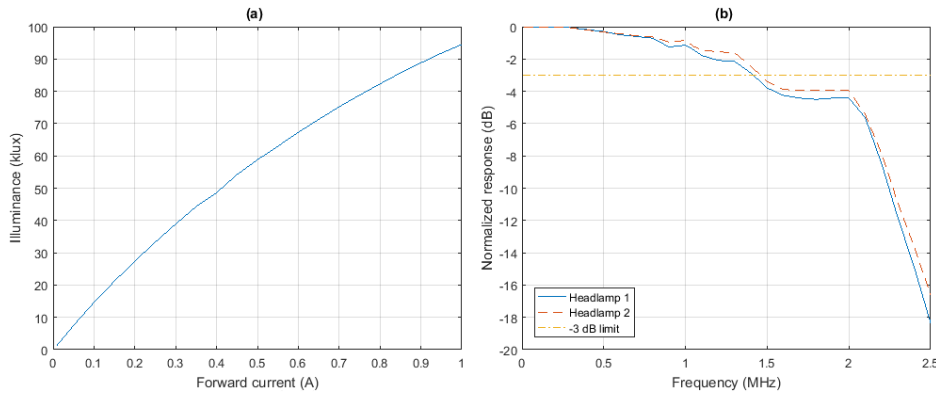 (a)
Illuminance (klux)
100
90
80
70
60
50
40
30
20
10
0
0 0.1 0.2 0.3 0.4 0.5 0.6 0.7 0.8 0.9 1
Forward current (A)
(b)
Normalized response (dB)
0
-2
-4
-6
-8
-10
-12
-14
-16
-18
-20
Headlamp 1
Headlamp 2
-3 dB limit
0 0.5 1 1.5 2 2.5
Frequency (MHz)